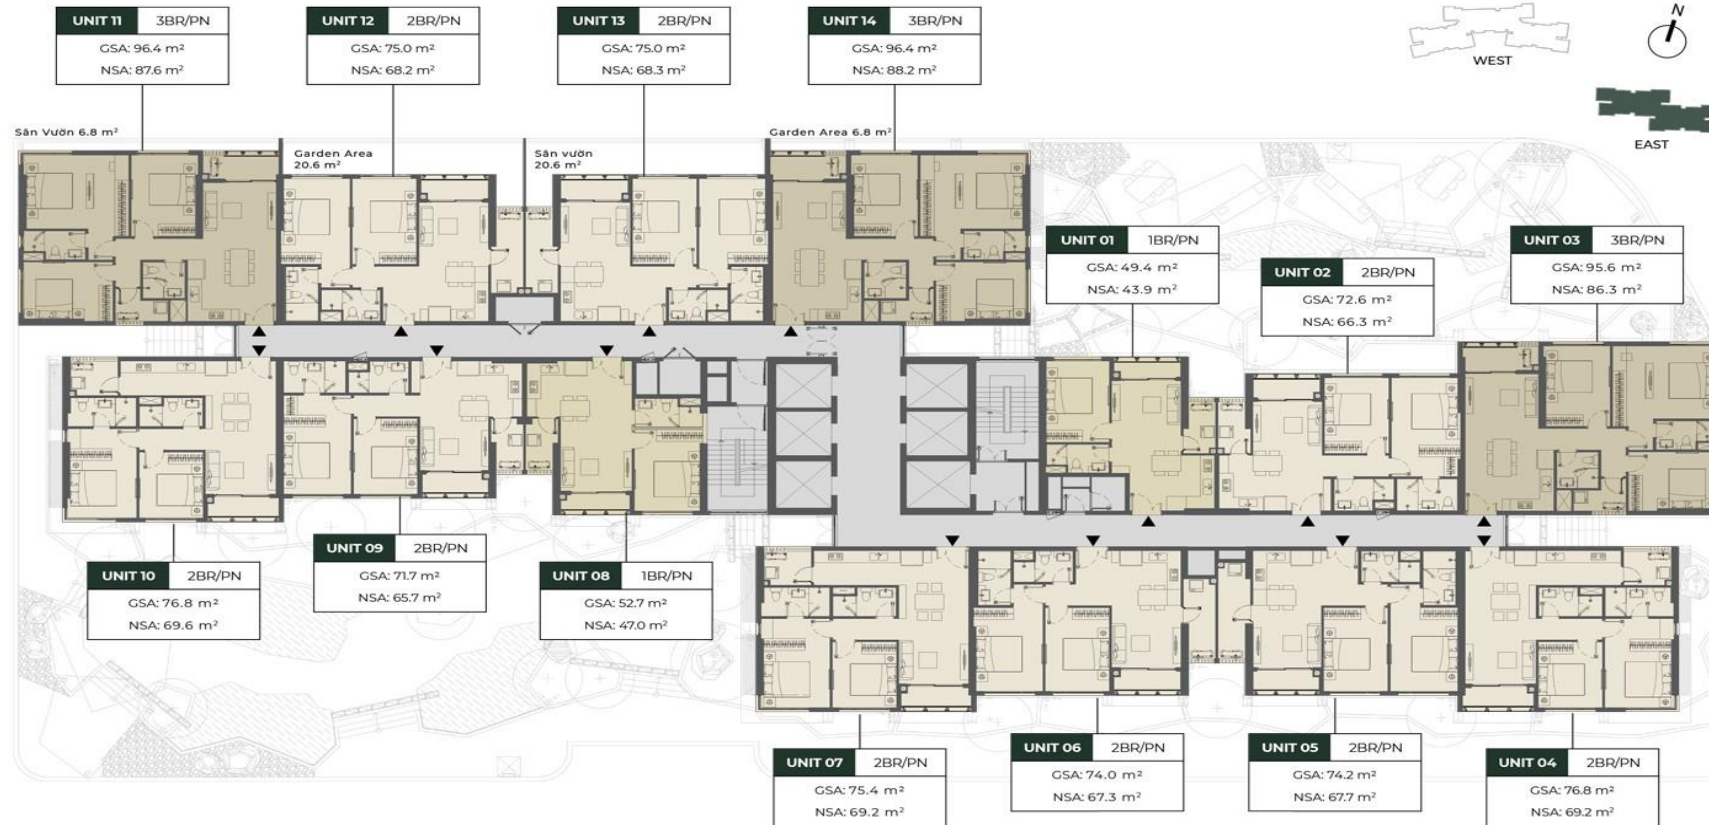 UNIT 11 3BR/PN
GSA: 96.4 m²
NSA: 87.6 m²
UNIT 12 2BR/PN
GSA: 75.0 m²
NSA: 68.2 m²
UNIT 13 2BR/PN
GSA: 75.0 m²
NSA: 68.3 m²
UNIT 14 3BR/PN
GSA: 96.4 m²
NSA: 88.2 m²
N
WEST
EAST
Sân Vườn 6.8 m²
Garden Area
20.6 m²
Sân vườn
20.6 m²
Garden Area 6.8 m²
UNIT 01 1BR/PN
GSA: 49.4 m²
NSA: 43.9 m²
UNIT 02 2BR/PN
GSA: 72.6 m²
NSA: 66.3 m²
UNIT 03 3BR/PN
GSA: 95.6 m²
NSA: 86.3 m²
UNIT 10 2BR/PN
GSA: 76.8 m²
NSA: 69.6 m²
UNIT 09 2BR/PN
GSA: 71.7 m²
NSA: 65.7 m²
UNIT 08 1BR/PN
GSA: 52.7 m²
NSA: 47.0 m²
UNIT 07 2BR/PN
GSA: 75.4 m²
NSA: 69.2 m²
UNIT 06 2BR/PN
GSA: 74.0 m²
NSA: 67.3 m²
UNIT 05 2BR/PN
GSA: 74.2 m²
NSA: 67.7 m²
UNIT 04 2BR/PN
GSA: 76.8 m²
NSA: 69.2 m²